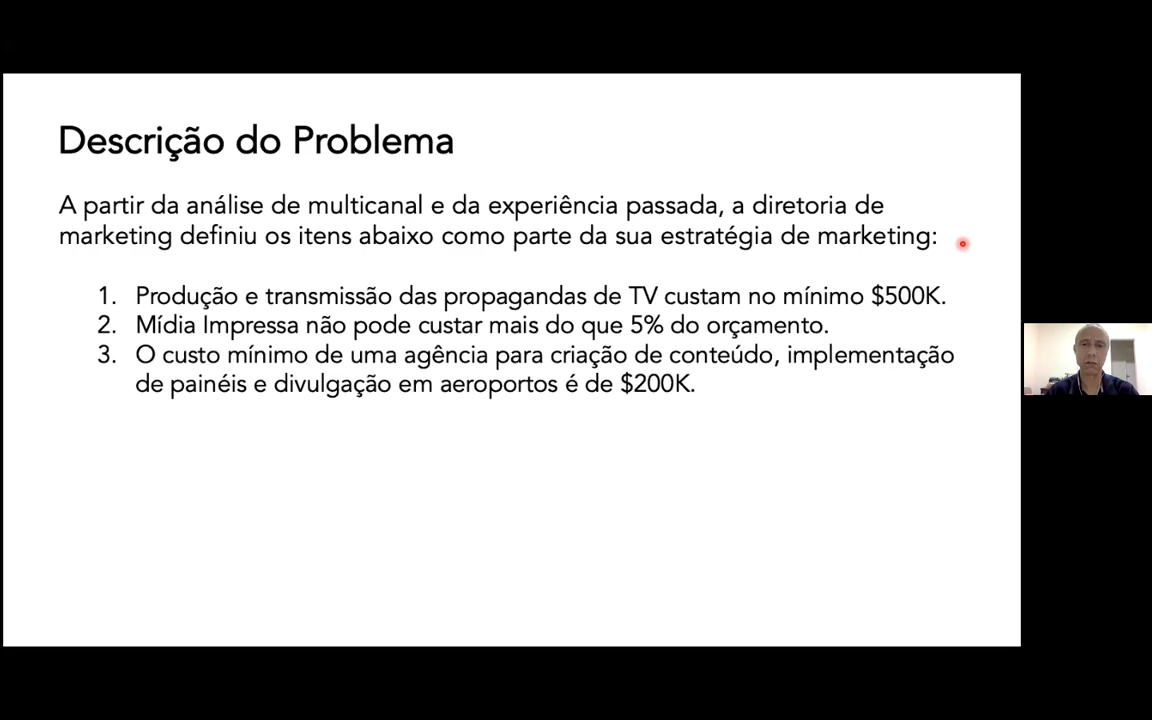 Descrição do Problema
A partir da análise de multicanal e da experiência passada, a diretoria de
marketing definiu os itens abaixo como parte da sua estratégia de marketing:
1. Produção e transmissão das propagandas de TV custam no mínimo $500K.
2. Mídia Impressa não pode custar mais do que 5% do orçamento.
3. O custo mínimo de uma agência para criação de conteúdo, implementação
de painéis e divulgação em aeroportos é de $200K.